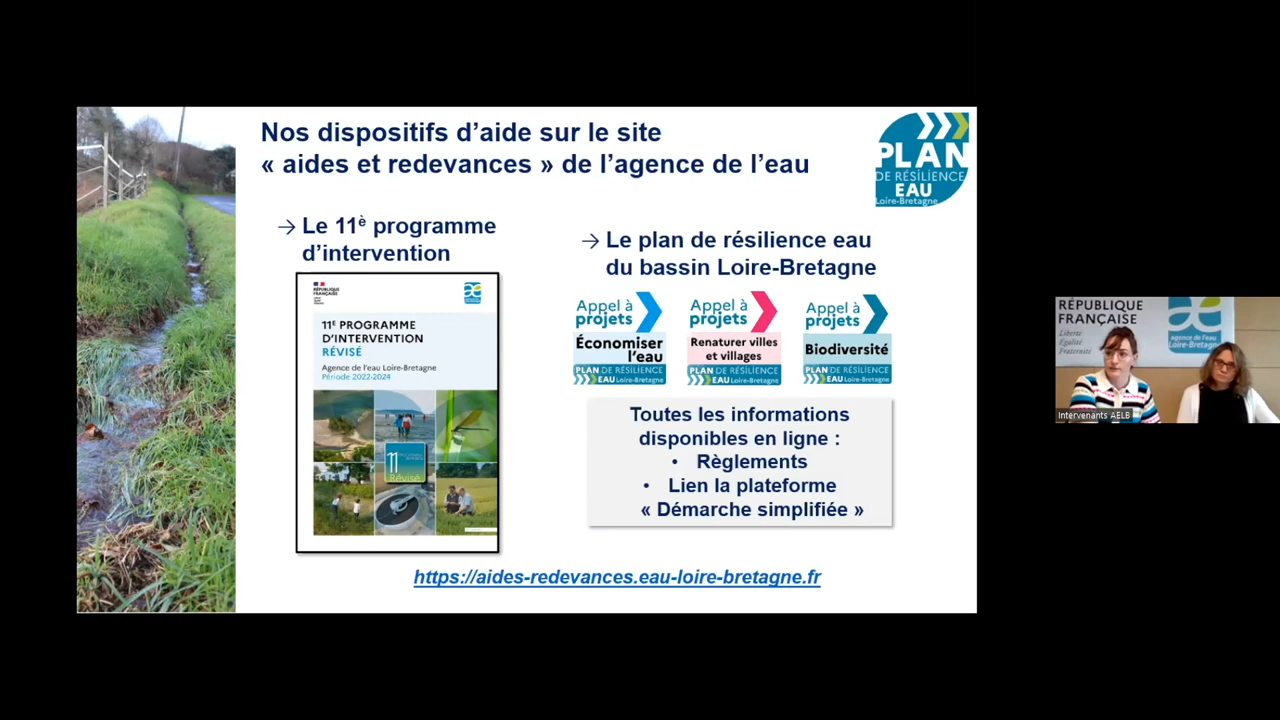 Nos dispositifs d'aide sur le site
« aides et redevances » de l'agence de l'eau
PLAN
DE RÉSILIENCE
EAU
Loire-Bretagne
→ Le 11è programme
d'intervention
RÉPUBLIQUE
FRANÇAISE
11E PROGRAMME
D'INTERVENTION
RÉVISÉ
Agence de l'eau Loire-Bretagne
Période 2022-2024
11
Révisé
→ Le plan de résilience eau
du bassin Loire-Bretagne
Appel à
projets
Économiser
l'eau
PLAN DE RÉSILIENCE
EAU Loire-Bretagne
Appel à
projets
Renaturer villes
et villages
PLAN DE RÉSILIENCE
EAU Loire-Bretagne
Appel à
projets
Biodiversité
PLAN DE RÉSILIENCE
EAU Loire-Bretagne
Toutes les informations
disponibles en ligne :
• Règlements
• Lien la plateforme
« Démarche simplifiée »
https://aides-redevances.eau-loire-bretagne.fr
RÉPUBLIQUE
FRANÇAISE
Liberté
Égalité
Fraternité
agence de l'eau
Loire-Bretagne
Intervenants AELB